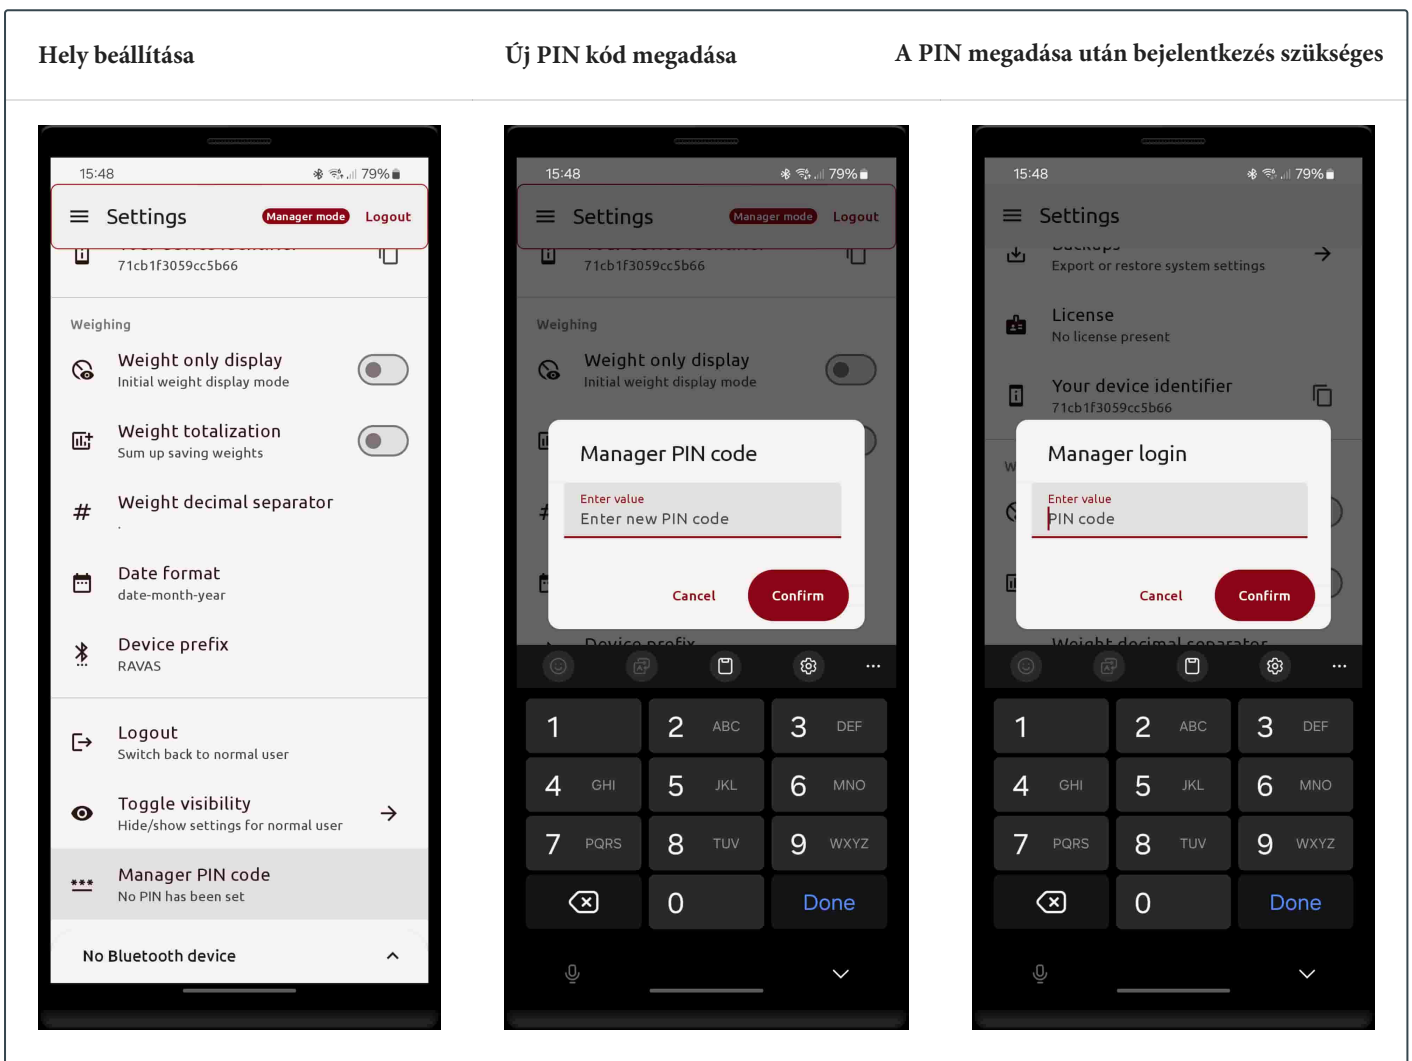 Hely beállítása
Új PIN kód megadása
A PIN megadása után bejelentkezés szükséges
15:48
79%
Settings
Manager mode
Logout
71cb1f3059cc5b66
Weighing
Weight only display
Initial weight display mode
Weight totalization
Sum up saving weights
Weight decimal separator
.
Date format
date-month-year
Device prefix
RAVAS
Logout
Switch back to normal user
Toggle visibility
Hide/show settings for normal user
Manager PIN code
No PIN has been set
No Bluetooth device
15:48
79%
Settings
Manager mode
Logout
71cb1f3059cc5b66
Weighing
Weight only display
Initial weight display mode
Manager PIN code
Enter value
Enter new PIN code
Cancel
Confirm
Device prefix
1
2 ABC
3 DEF
4 GHI
5 JKL
6 MNO
7 PQRS
8 TUV
9 WXYZ
0
Done
15:48
79%
Settings
Backups
Export or restore system settings
License
No license present
Your device identifier
71cb1f3059cc5b66
W
Manager login
Enter value
PIN code
Cancel
Confirm
Weight decimal separator
1
2 ABC
3 DEF
4 GHI
5 JKL
6 MNO
7 PQRS
8 TUV
9 WXYZ
0
Done